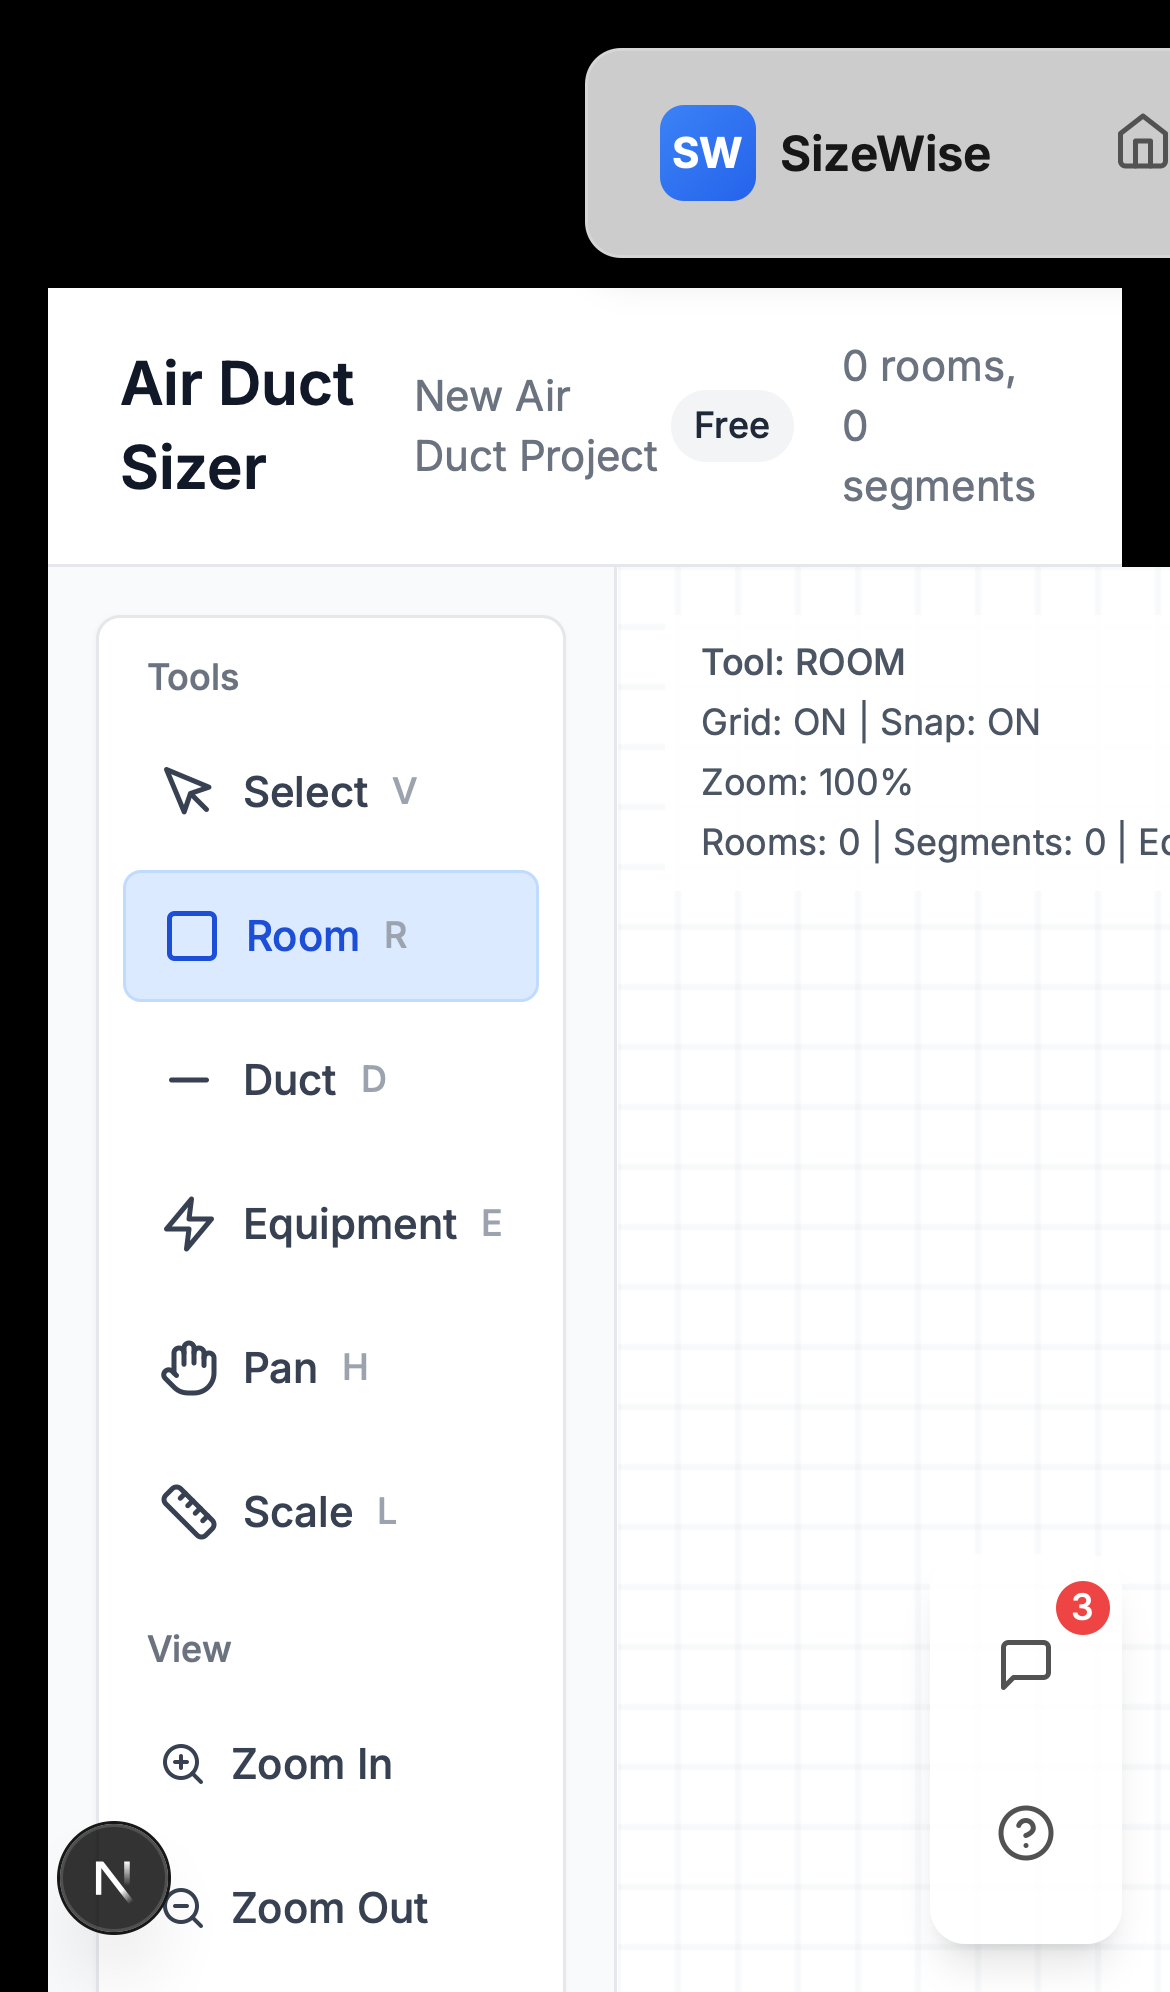 SW SizeWise
Air Duct
Sizer
New Air
Duct Project
Free
0 rooms,
0
segments
Tools
Select V
Room R
Duct D
Equipment E
Pan H
Scale L
View
Zoom In
Zoom Out
Tool: ROOM
Grid: ON | Snap: ON
Zoom: 100%
Rooms: 0 | Segments: 0 |
3
N